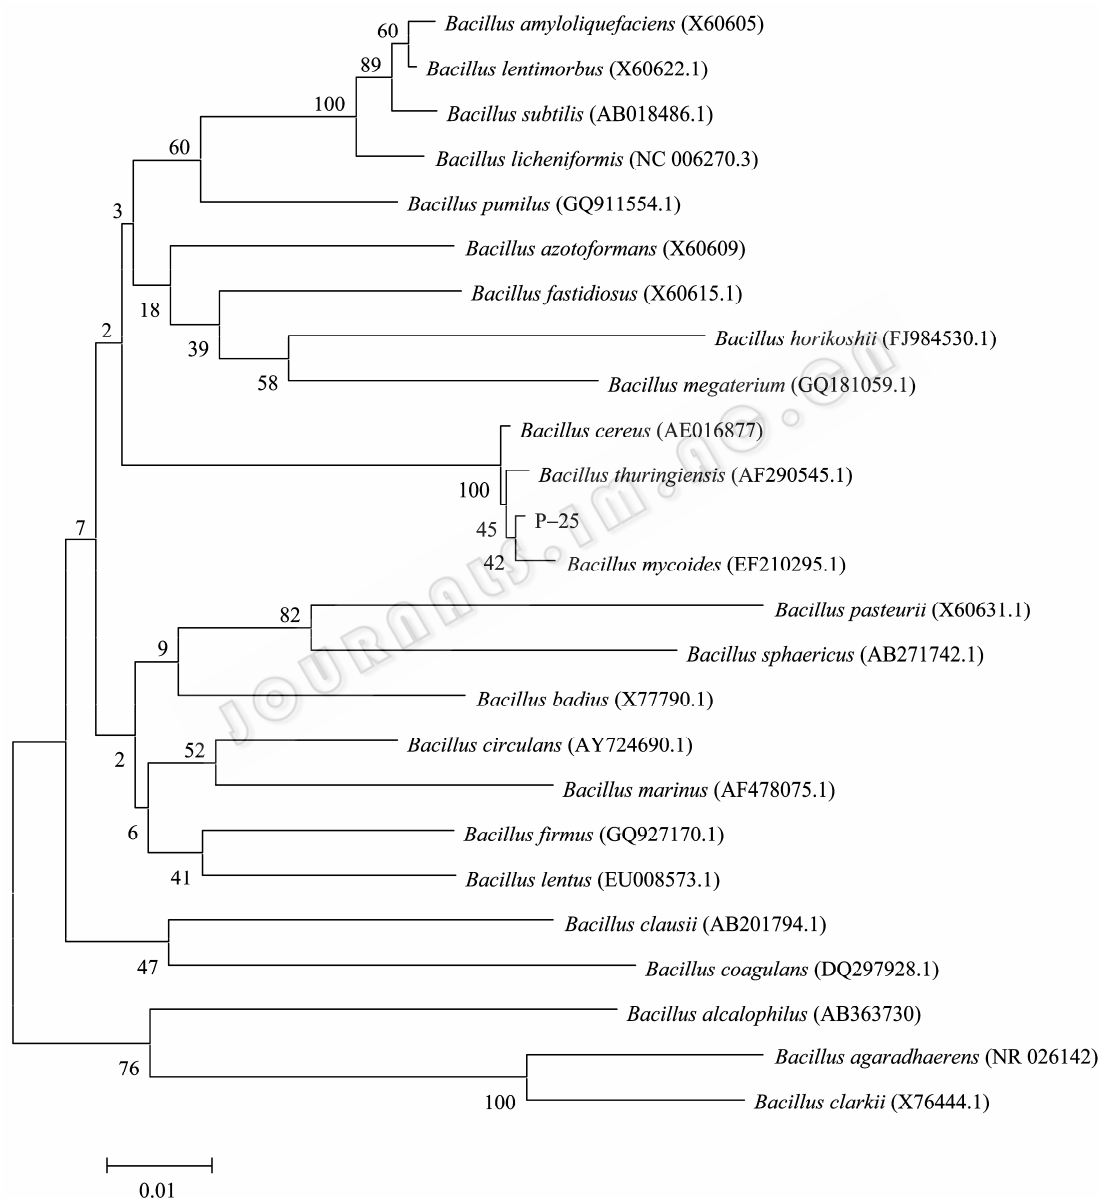 60
Bacillus amyloliquefaciens (X60605)
89
Bacillus lentimorbus (X60622.1)
100
Bacillus subtilis (AB018486.1)
60
Bacillus licheniformis (NC 006270.3)
3
Bacillus pumilus (GQ911554.1)
Bacillus azotoformans (X60609)
18
Bacillus fastidiosus (X60615.1)
2
39
Bacillus horikoshii (FJ984530.1)
58
Bacillus megaterium (GQ181059.1)
Bacillus cereus (AE016877)
100
Bacillus thuringiensis (AF290545.1)
7
45
P–25
42
Bacillus mycoides (EF210295.1)
82
Bacillus pasteurii (X60631.1)
9
Bacillus sphaericus (AB271742.1)
Bacillus badius (X77790.1)
2
52
Bacillus circulans (AY724690.1)
Bacillus marinus (AF478075.1)
6
Bacillus firmus (GQ927170.1)
41
Bacillus lentus (EU008573.1)
Bacillus clausii (AB201794.1)
47
Bacillus coagulans (DQ297928.1)
Bacillus alcalophilus (AB363730)
76
Bacillus agaradhaerens (NR 026142)
100
Bacillus clarkii (X76444.1)
0.01
JOURNALS.IM.AC.CN